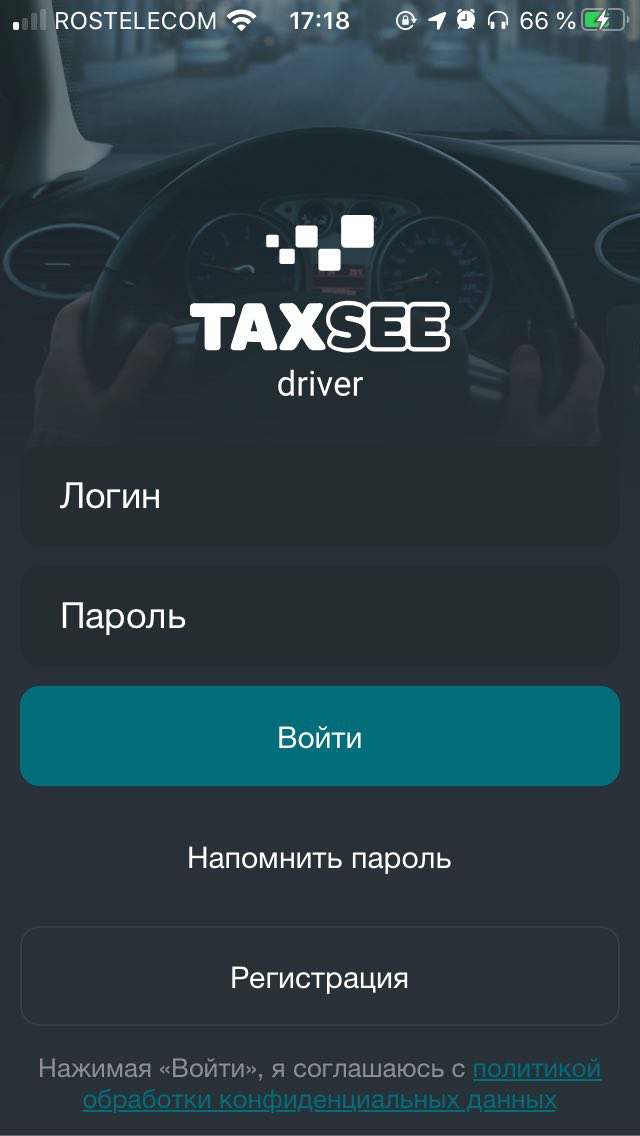 ROSTELECOM 17:18 66 %
TAXSEE
driver
Логин
Пароль
Войти
Напомнить пароль
Регистрация
Нажимая «Войти», я соглашаюсь с политикой
обработки конфиденциальных данных